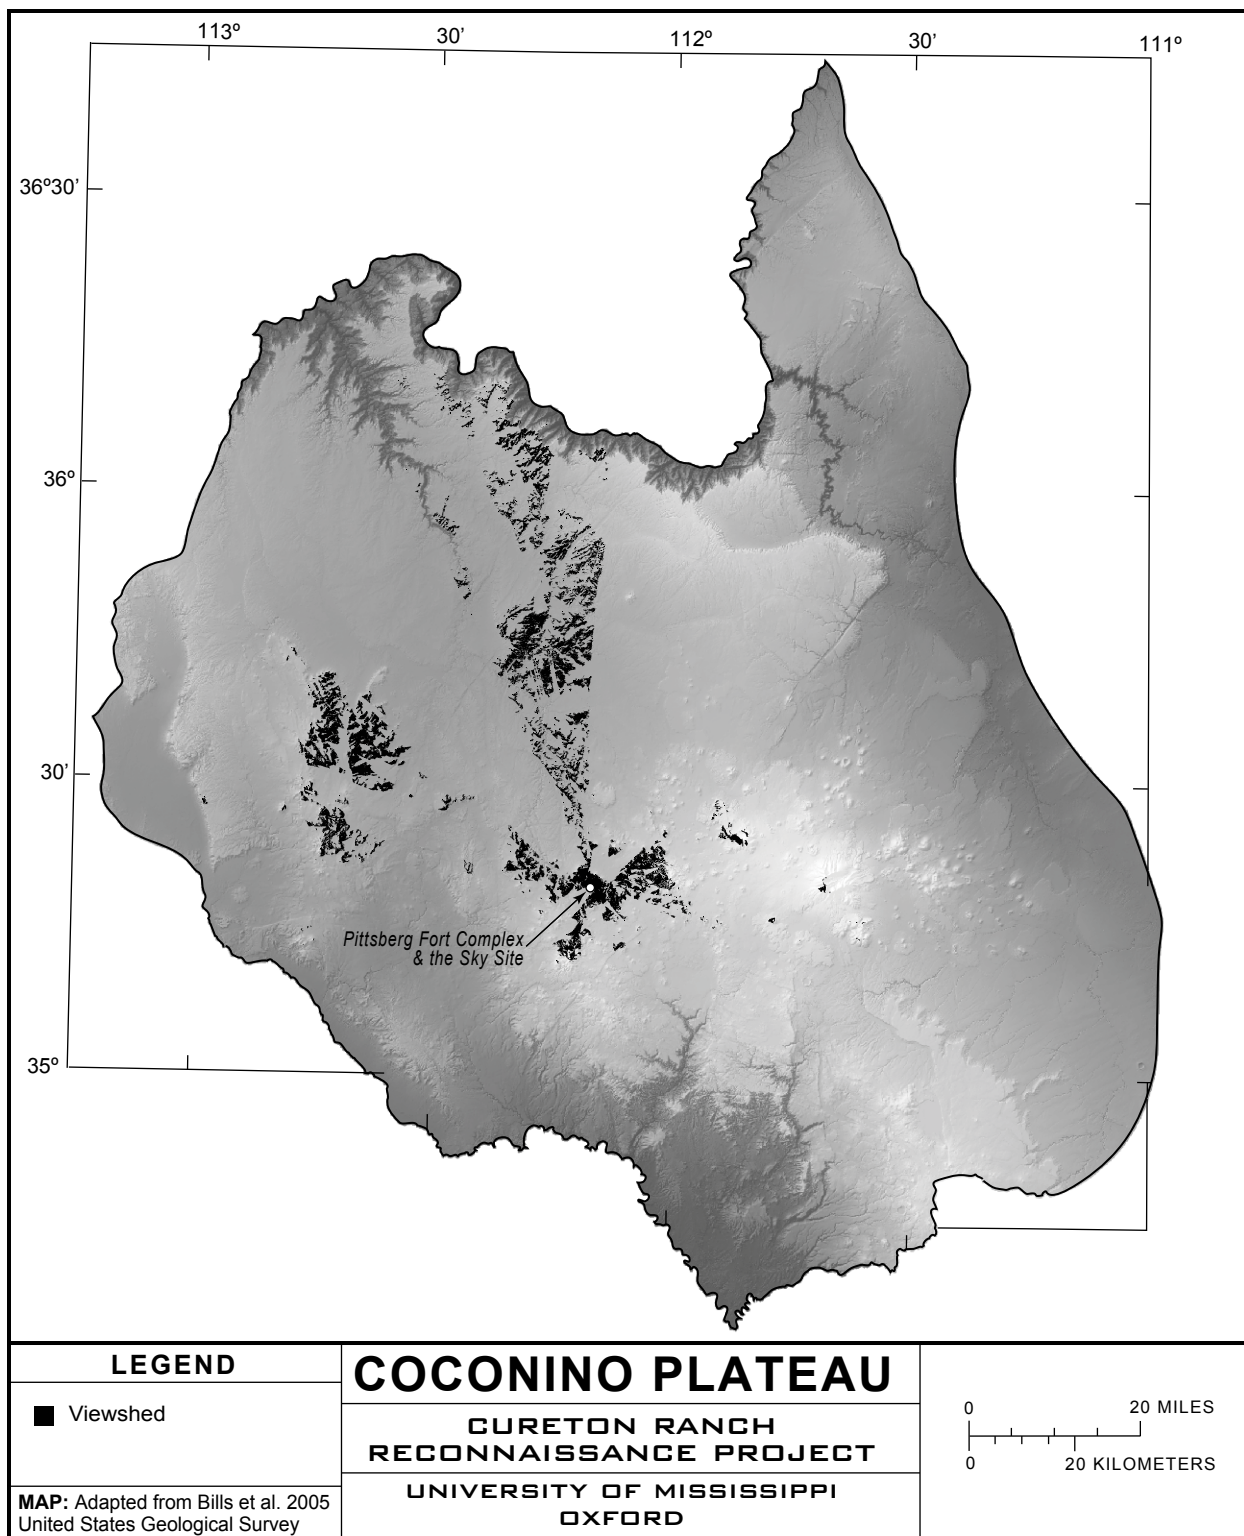 113º
30'
112º
30'
111º
36º30'
36º
30'
35º
Pittsberg Fort Complex
& the Sky Site
LEGEND
Viewshed
MAP: Adapted from Bills et al. 2005
United States Geological Survey
COCONINO PLATEAU
CURETON RANCH
RECONNAISSANCE PROJECT
UNIVERSITY OF MISSISSIPPI
OXFORD
0 20 MILES
0 20 KILOMETERS